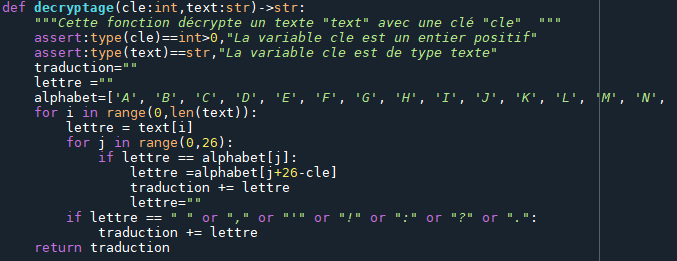 def decryptage(cle:int,text:str)->str:
    """Cette fonction décrypte un texte "text" avec une clé "cle"  """
    assert:type(cle)==int>0,"La variable cle est un entier positif"
    assert:type(text)==str,"La variable cle est de type texte"
    traduction=""
    lettre =""
    alphabet=['A', 'B', 'C', 'D', 'E', 'F', 'G', 'H', 'I', 'J', 'K', 'L', 'M', 'N',
    for i in range(0,len(text)):
        lettre = text[i]
        for j in range(0,26):
            if lettre == alphabet[j]:
                lettre =alphabet[j+26-cle]
                traduction += lettre
                lettre=""
        if lettre == " " or "," or "'" or "!" or ":" or "?" or ".":
            traduction += lettre
    return traduction